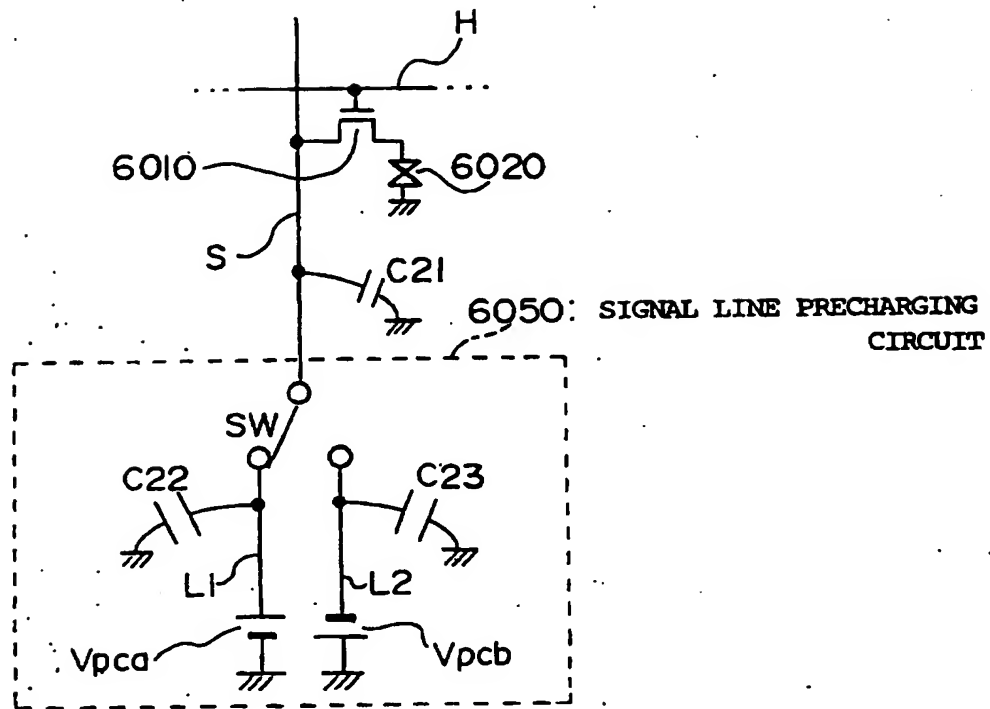 H
6010
6020
S
C21
6050: SIGNAL LINE PRECHARGING
CIRCUIT
SW
C22
C23
L1
L2
Vpca
Vpcb